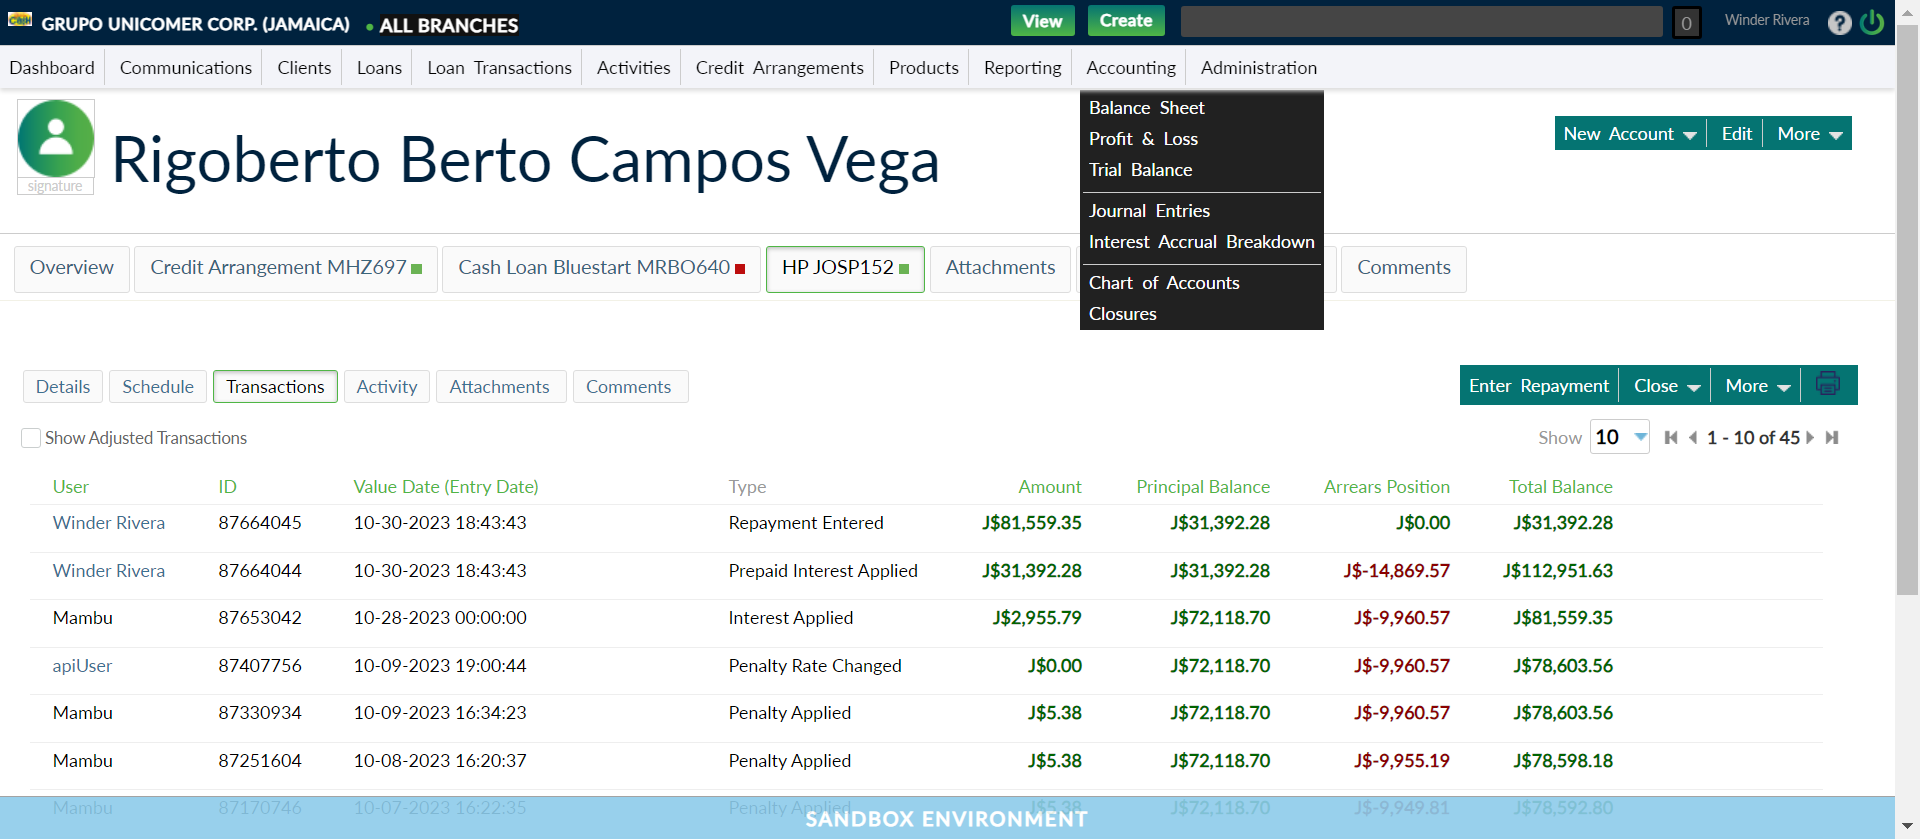 Cash GRUPO UNICOMER CORP. (JAMAICA) ALL BRANCHES View Create 0 Winder Rivera ?
Dashboard Communications Clients Loans Loan Transactions Activities Credit Arrangements Products Reporting Accounting Administration
Balance Sheet
Profit & Loss
Trial Balance
Journal Entries
Interest Accrual Breakdown
Chart of Accounts
Closures
signature
Rigoberto Berto Campos Vega
New Account Edit More
Overview Credit Arrangement MHZ697 Cash Loan Bluestart MRBO640 HP JOSP152 Attachments Comments
Details Schedule Transactions Activity Attachments Comments
Enter Repayment Close More
Show Adjusted Transactions
Show 10 1 - 10 of 45
User ID Value Date (Entry Date) Type Amount Principal Balance Arrears Position Total Balance
Winder Rivera 87664045 10-30-2023 18:43:43 Repayment Entered J$81,559.35 J$31,392.28 J$0.00 J$31,392.28
Winder Rivera 87664044 10-30-2023 18:43:43 Prepaid Interest Applied J$31,392.28 J$31,392.28 J$-14,869.57 J$112,951.63
Mambu 87653042 10-28-2023 00:00:00 Interest Applied J$2,955.79 J$72,118.70 J$-9,960.57 J$81,559.35
apiUser 87407756 10-09-2023 19:00:44 Penalty Rate Changed J$0.00 J$72,118.70 J$-9,960.57 J$78,603.56
Mambu 87330934 10-09-2023 16:34:23 Penalty Applied J$5.38 J$72,118.70 J$-9,960.57 J$78,603.56
Mambu 87251604 10-08-2023 16:20:37 Penalty Applied J$5.38 J$72,118.70 J$-9,955.19 J$78,598.18
Mambu 87170746 10-07-2023 16:22:35 Penalty Applied J$5.38 J$72,118.70 J$-9,949.81 J$78,592.80
SANDBOX ENVIRONMENT